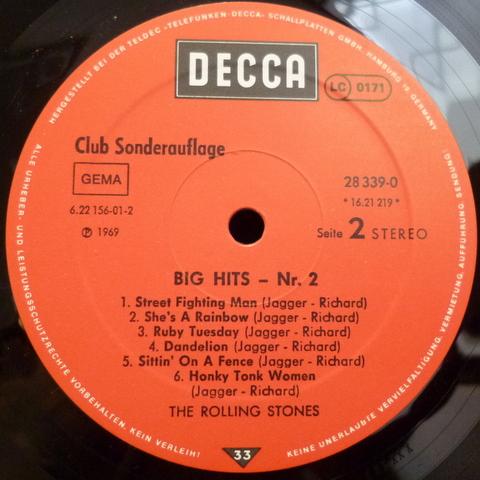 HERGESTELLT BEI DER TELDEC »TELEFUNKEN-DECCA« SCHALLPLATTEN GMBH, HAMBURG 19 GERMANY
DECCA
LC 0171
Club Sonderauflage
GEMA
28 339-0
6.22 156-01-2
* 16.21 219 *
℗ 1969
Seite 2 STEREO
BIG HITS – Nr. 2
1. Street Fighting Man (Jagger - Richard)
2. She's A Rainbow (Jagger - Richard)
3. Ruby Tuesday (Jagger - Richard)
4. Dandelion (Jagger - Richard)
5. Sittin' On A Fence (Jagger - Richard)
6. Honky Tonk Women
(Jagger - Richard)
THE ROLLING STONES
33
ALLE URHEBER- UND LEISTUNGSSCHUTZRECHTE VORBEHALTEN. KEIN VERLEIH! KEINE UNERLAUBTE VERVIELFÄLTIGUNG, VERMIETUNG, AUFFÜHRUNG, SENDUNG!